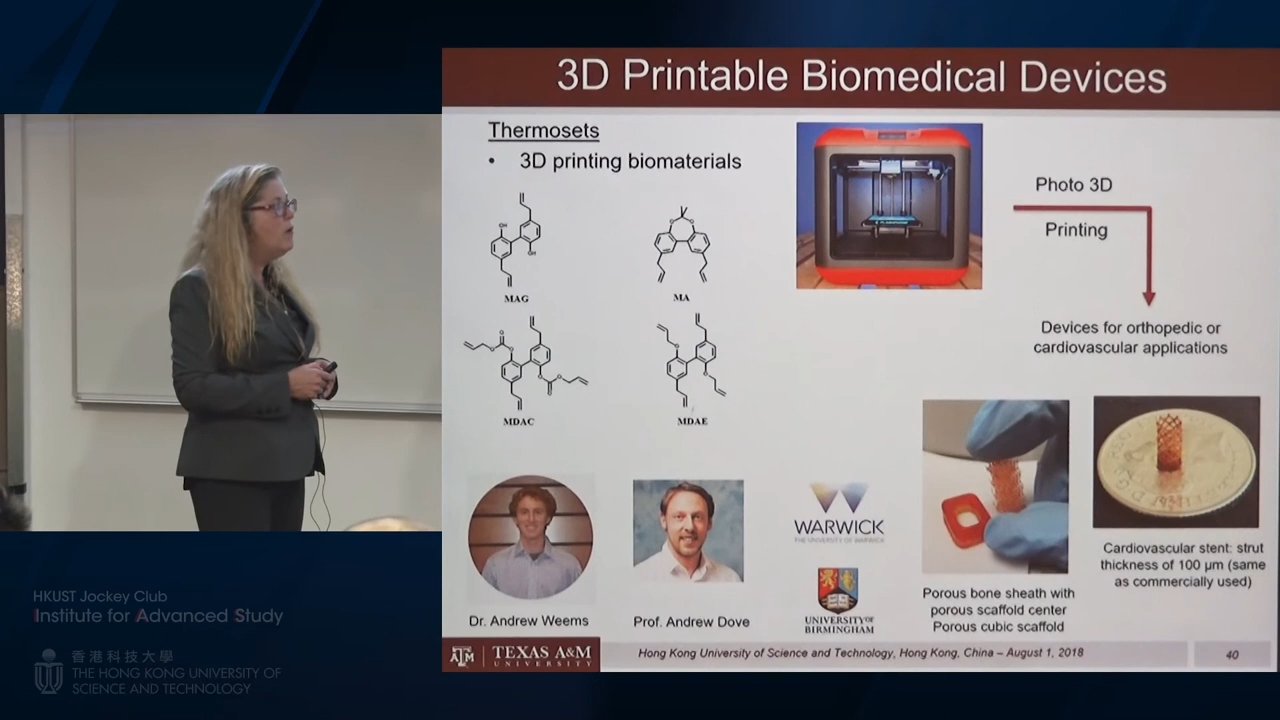 3D Printable Biomedical Devices
Thermosets
• 3D printing biomaterials
OH
OH
MAG
O
O
MA
Photo 3D
Printing
Devices for orthopedic or
cardiovascular applications
O
O
O
O
O
O
MDAC
O
O
MDAE
Dr. Andrew Weems
Prof. Andrew Dove
WARWICK
THE UNIVERSITY OF WARWICK
UNIVERSITY OF
BIRMINGHAM
Porous bone sheath with
porous scaffold center
Porous cubic scaffold
Cardiovascular stent: strut
thickness of 100 μm (same
as commercially used)
ATM
TEXAS A&M
UNIVERSITY
Hong Kong University of Science and Technology, Hong Kong, China – August 1, 2018
40
HKUST Jockey Club
Institute for Advanced Study
香港科技大學
THE HONG KONG UNIVERSITY OF
SCIENCE AND TECHNOLOGY